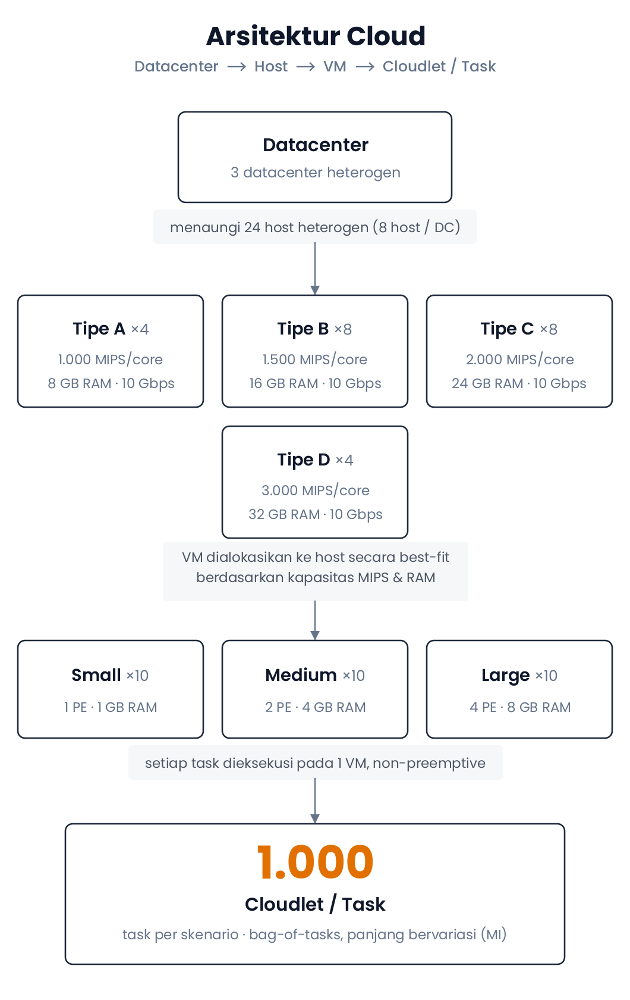 Arsitektur Cloud
Datacenter → Host → VM → Cloudlet / Task
Datacenter
3 datacenter heterogen
menaungi 24 host heterogen (8 host / DC)
Tipe A ×4
1.000 MIPS/core
8 GB RAM · 10 Gbps
Tipe B ×8
1.500 MIPS/core
16 GB RAM · 10 Gbps
Tipe C ×8
2.000 MIPS/core
24 GB RAM · 10 Gbps
Tipe D ×4
3.000 MIPS/core
32 GB RAM · 10 Gbps
VM dialokasikan ke host secara best-fit
berdasarkan kapasitas MIPS & RAM
Small ×10
1 PE · 1 GB RAM
Medium ×10
2 PE · 4 GB RAM
Large ×10
4 PE · 8 GB RAM
setiap task dieksekusi pada 1 VM, non-preemptive
1.000
Cloudlet / Task
task per skenario · bag-of-tasks, panjang bervariasi (MI)